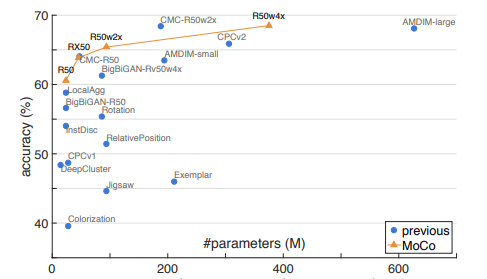 70
CMC-R50w2x
R50w4x
AMDIM-large
R50w2x
CPCv2
RX50
CMC-R50
AMDIM-small
R50
BigBiGAN-Rv50w4x
60
LocalAgg
BigBiGAN-R50
Rotation
InstDisc
RelativePosition
accuracy (%)
50
CPCv1
DeepCluster
Exemplar
Jigsaw
40
Colorization
#parameters (M)
previous
MoCo
0 200 400 600